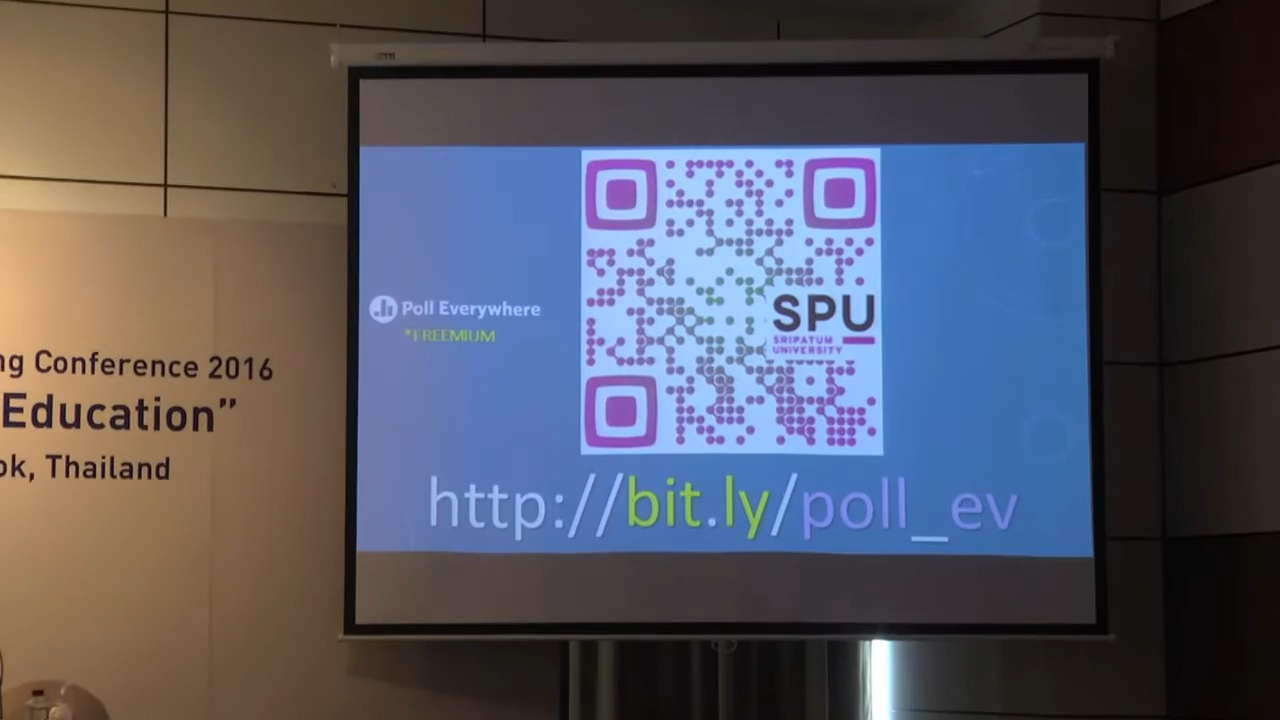 ng Conference 2016
Education”
ok, Thailand
Poll Everywhere
*FREEMIUM
SPU
SRIPATUM
UNIVERSITY
http://bit.ly/poll_ev